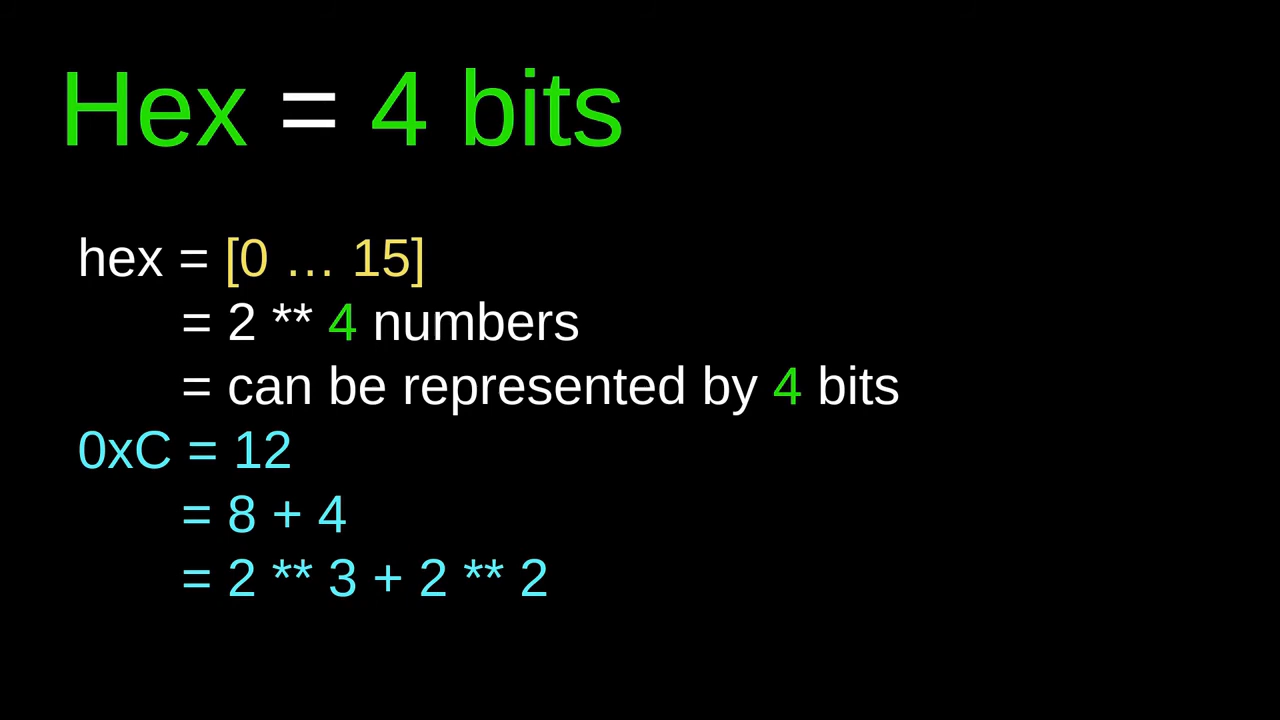 Hex = 4 bits
hex = [0 … 15]
= 2 ** 4 numbers
= can be represented by 4 bits
0xC = 12
= 8 + 4
= 2 ** 3 + 2 ** 2